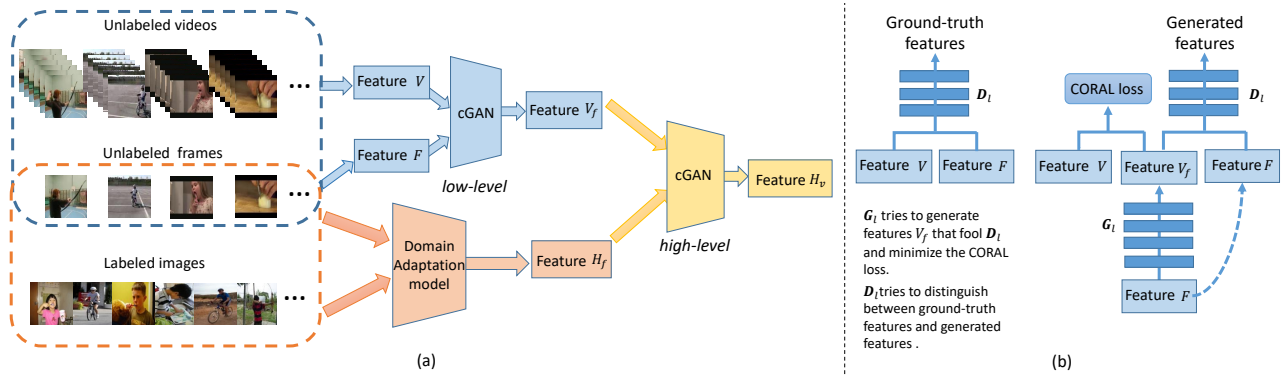 Unlabeled videos
Unlabeled frames
Labeled images
...
...
...
Feature V
Feature F
cGAN
low-level
Feature V_f
Domain
Adaptation
model
Feature H_f
cGAN
high-level
Feature H_v
(a)
Ground-truth
features
D_l
Feature V
Feature F
G_l tries to generate
features V_f that fool D_l
and minimize the CORAL
loss.
D_l tries to distinguish
between ground-truth
features and generated
features .
Generated
features
CORAL loss
D_l
Feature V
Feature V_f
Feature F
G_l
Feature F
(b)